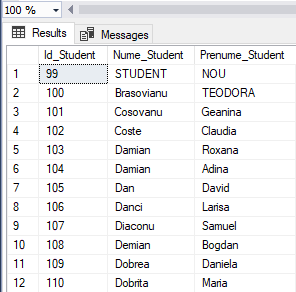 100 %
Results Messages
Id_Student Nume_Student Prenume_Student
1 99 STUDENT NOU
2 100 Brasovianu TEODORA
3 101 Cosovanu Geanina
4 102 Coste Claudia
5 103 Damian Roxana
6 104 Damian Adina
7 105 Dan David
8 106 Danci Larisa
9 107 Diaconu Samuel
10 108 Demian Bogdan
11 109 Dobrea Daniela
12 110 Dobrita Maria